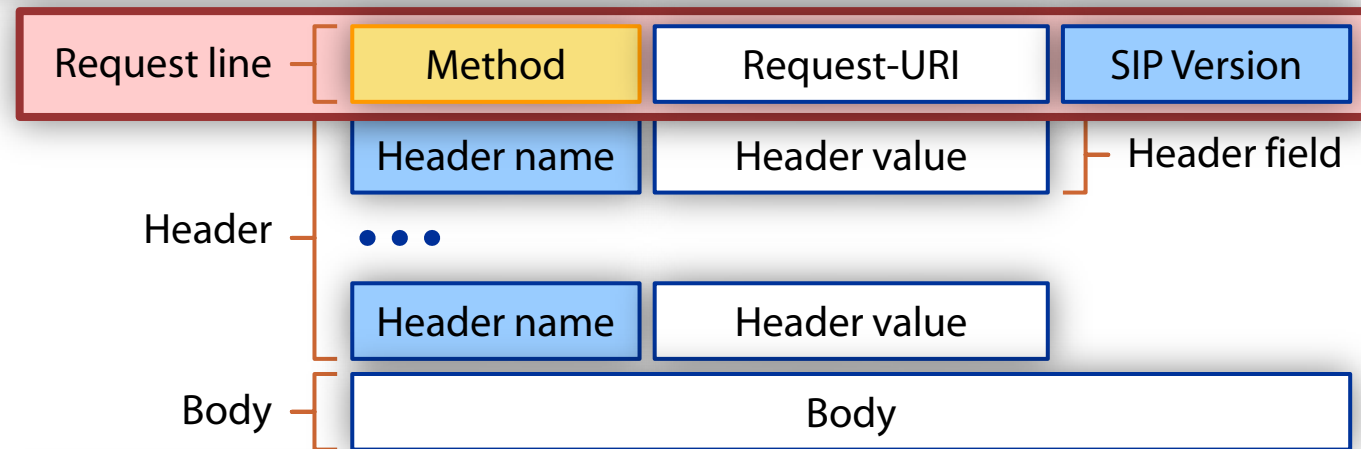 Request line Method Request-URI SIP Version
Header name Header value Header field
Header
Header name Header value
Body Body